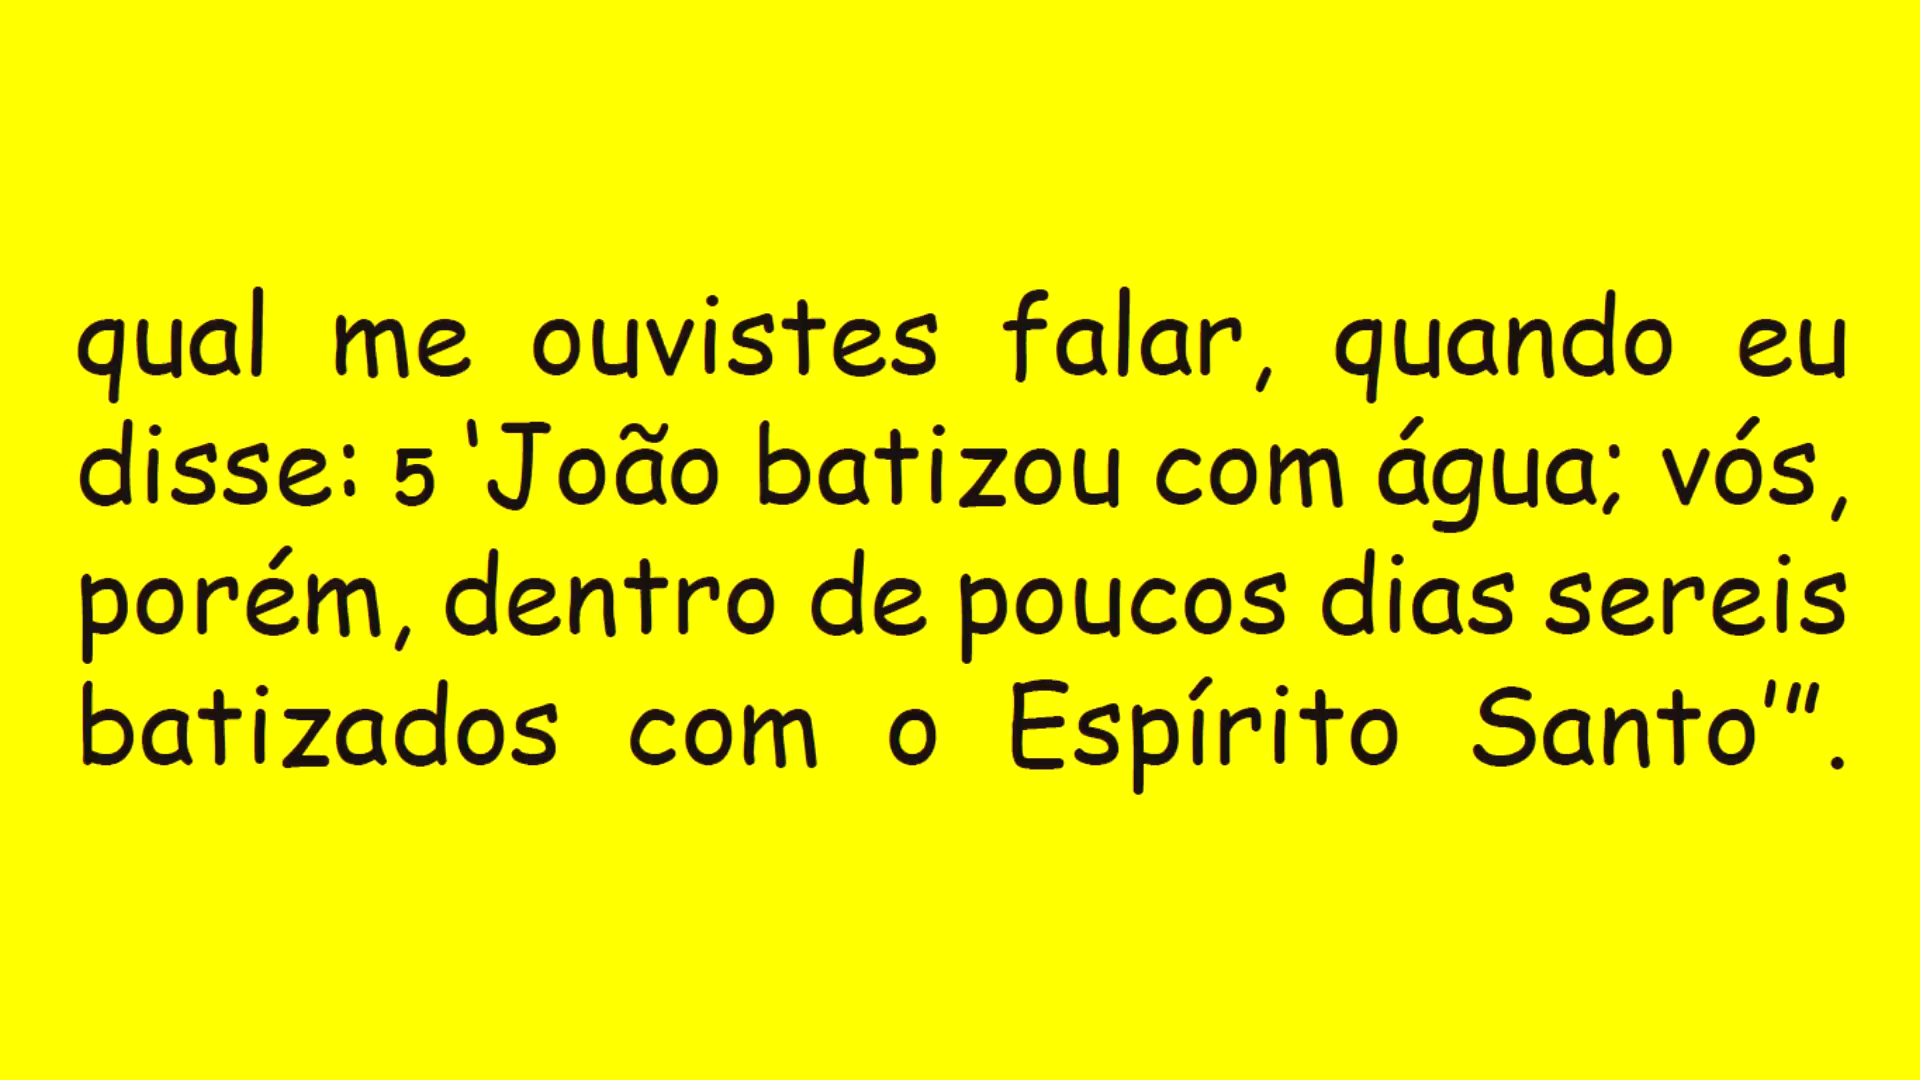 qual me ouvistes falar, quando eu
disse: 5 'João batizou com água; vós,
porém, dentro de poucos dias sereis
batizados com o Espírito Santo'”.